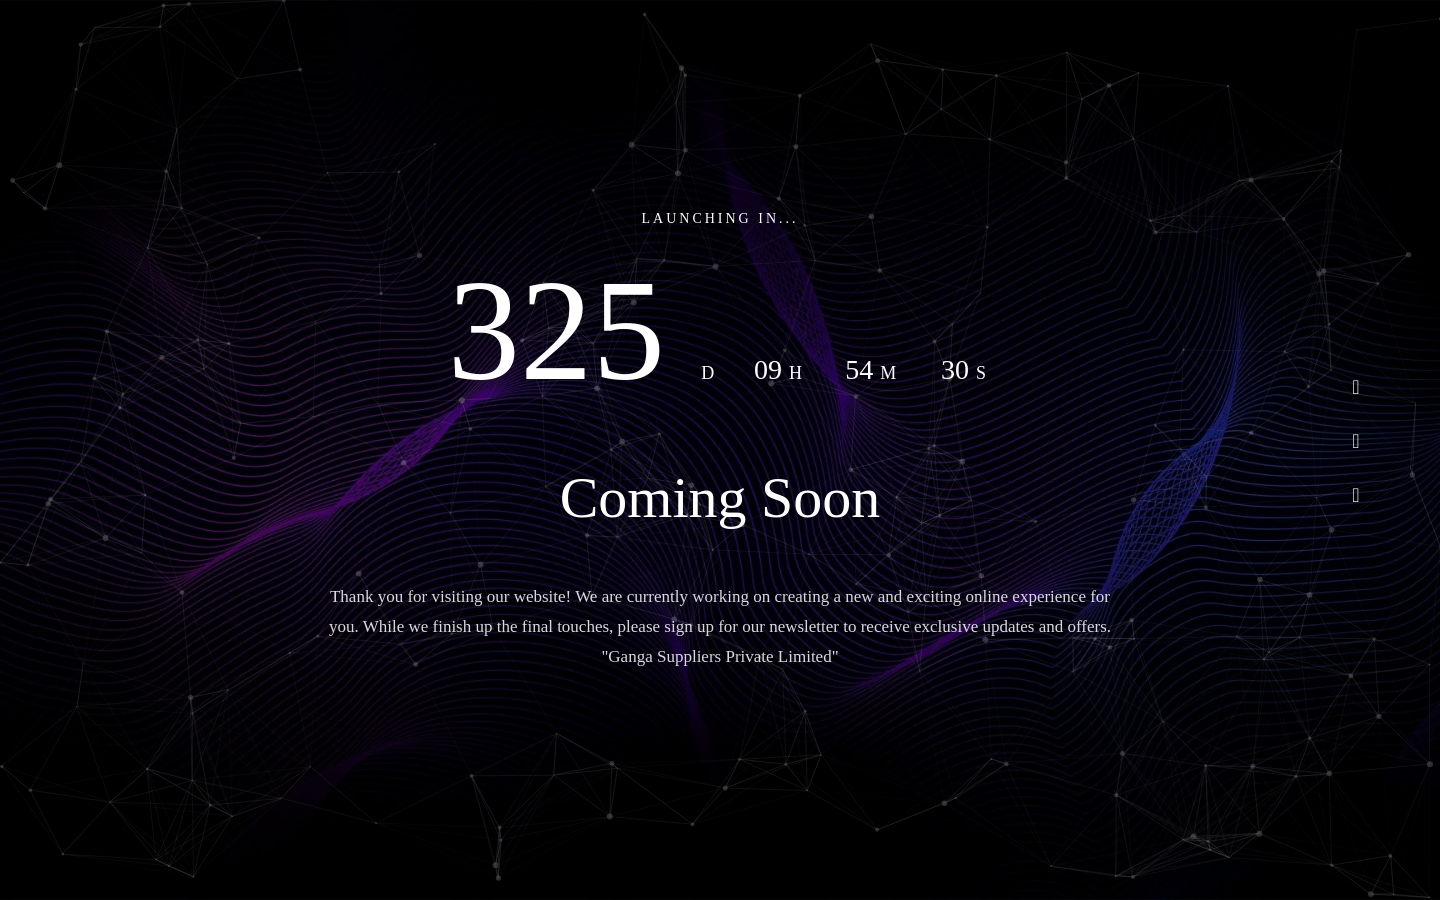 LAUNCHING IN...
325 D 09 H 54 M 30 S
Coming Soon
Thank you for visiting our website! We are currently working on creating a new and exciting online experience for
you. While we finish up the final touches, please sign up for our newsletter to receive exclusive updates and offers.
"Ganga Suppliers Private Limited"